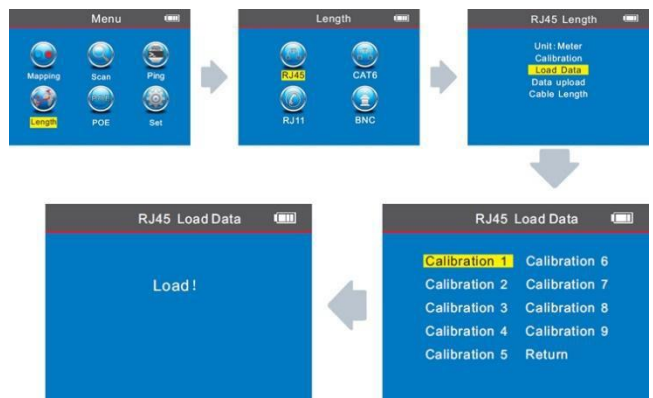 Menu
Mapping
Scan
Ping
Length
POE
Set
Length
RJ45
CAT6
RJ11
BNC
RJ45 Length
Unit:Meter
Calibration
Load Data
Data upload
Cable Length
RJ45 Load Data
Calibration 1 Calibration 6
Calibration 2 Calibration 7
Calibration 3 Calibration 8
Calibration 4 Calibration 9
Calibration 5 Return
RJ45 Load Data
Load!